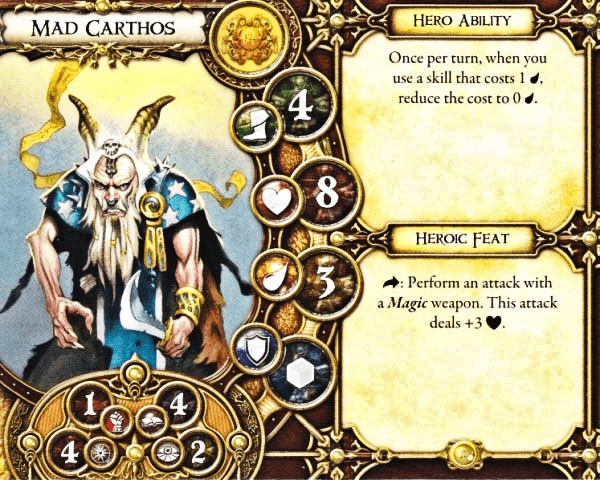 Mad Carthos
4
8
3
1
4
4
2
Hero Ability
Once per turn, when you
use a skill that costs 1 ,
reduce the cost to 0 .
Heroic Feat
: Perform an attack with
a Magic weapon. This attack
deals +3 .